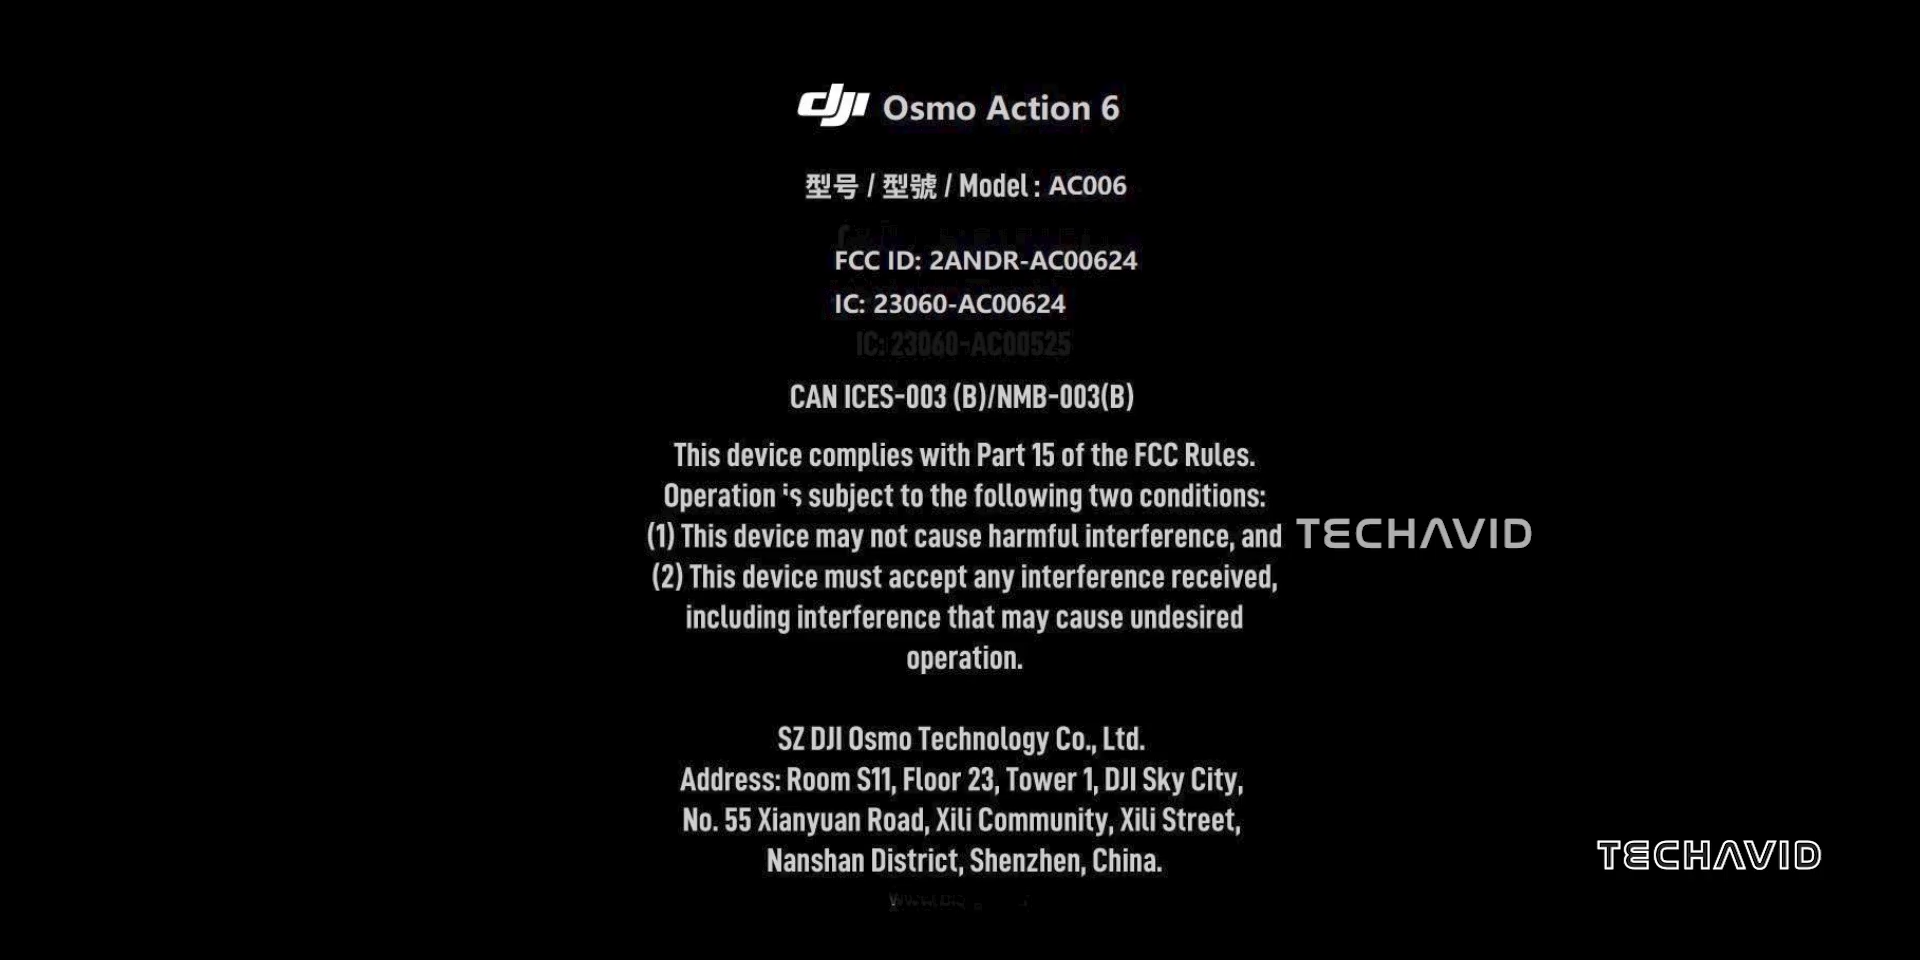 dji Osmo Action 6
型号 / 型號 / Model : AC006
FCC ID: 2ANDR-AC00624
IC: 23060-AC00624
IC: 23060-AC00525
CAN ICES-003 (B)/NMB-003(B)
This device complies with Part 15 of the FCC Rules.
Operation is subject to the following two conditions:
(1) This device may not cause harmful interference, and
(2) This device must accept any interference received,
including interference that may cause undesired
operation.
TECHAVID
SZ DJI Osmo Technology Co., Ltd.
Address: Room S11, Floor 23, Tower 1, DJI Sky City,
No. 55 Xianyuan Road, Xili Community, Xili Street,
Nanshan District, Shenzhen, China.
TECHAVID